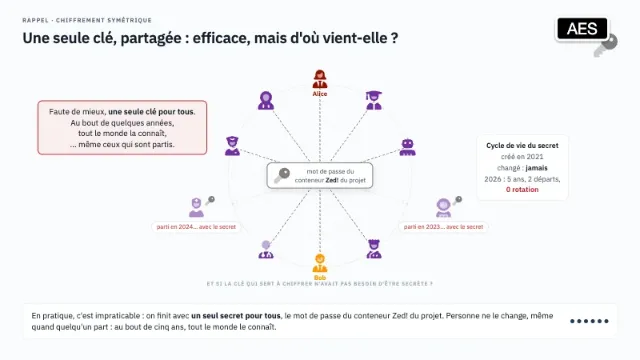 RAPPEL · CHIFFREMENT SYMÉTRIQUE
Une seule clé, partagée : efficace, mais d'où vient-elle ?
AES
Alice
Faute de mieux, une seule clé pour tous.
Au bout de quelques années,
tout le monde la connaît,
... même ceux qui sont partis.
mot de passe du
conteneur Zed! du projet
Cycle de vie du secret
créé en 2021
changé : jamais
2026 : 5 ans, 2 départs,
0 rotation
parti en 2024... avec le secret
parti en 2023... avec le secret
Bob
ET SI LA CLÉ QUI SERT À CHIFFRER N'AVAIT PAS BESOIN D'ÊTRE SECRÈTE ?
En pratique, c'est impraticable : on finit avec un seul secret pour tous, le mot de passe du conteneur Zed! du projet. Personne ne le change, même
quand quelqu'un part : au bout de cinq ans, tout le monde le connaît.